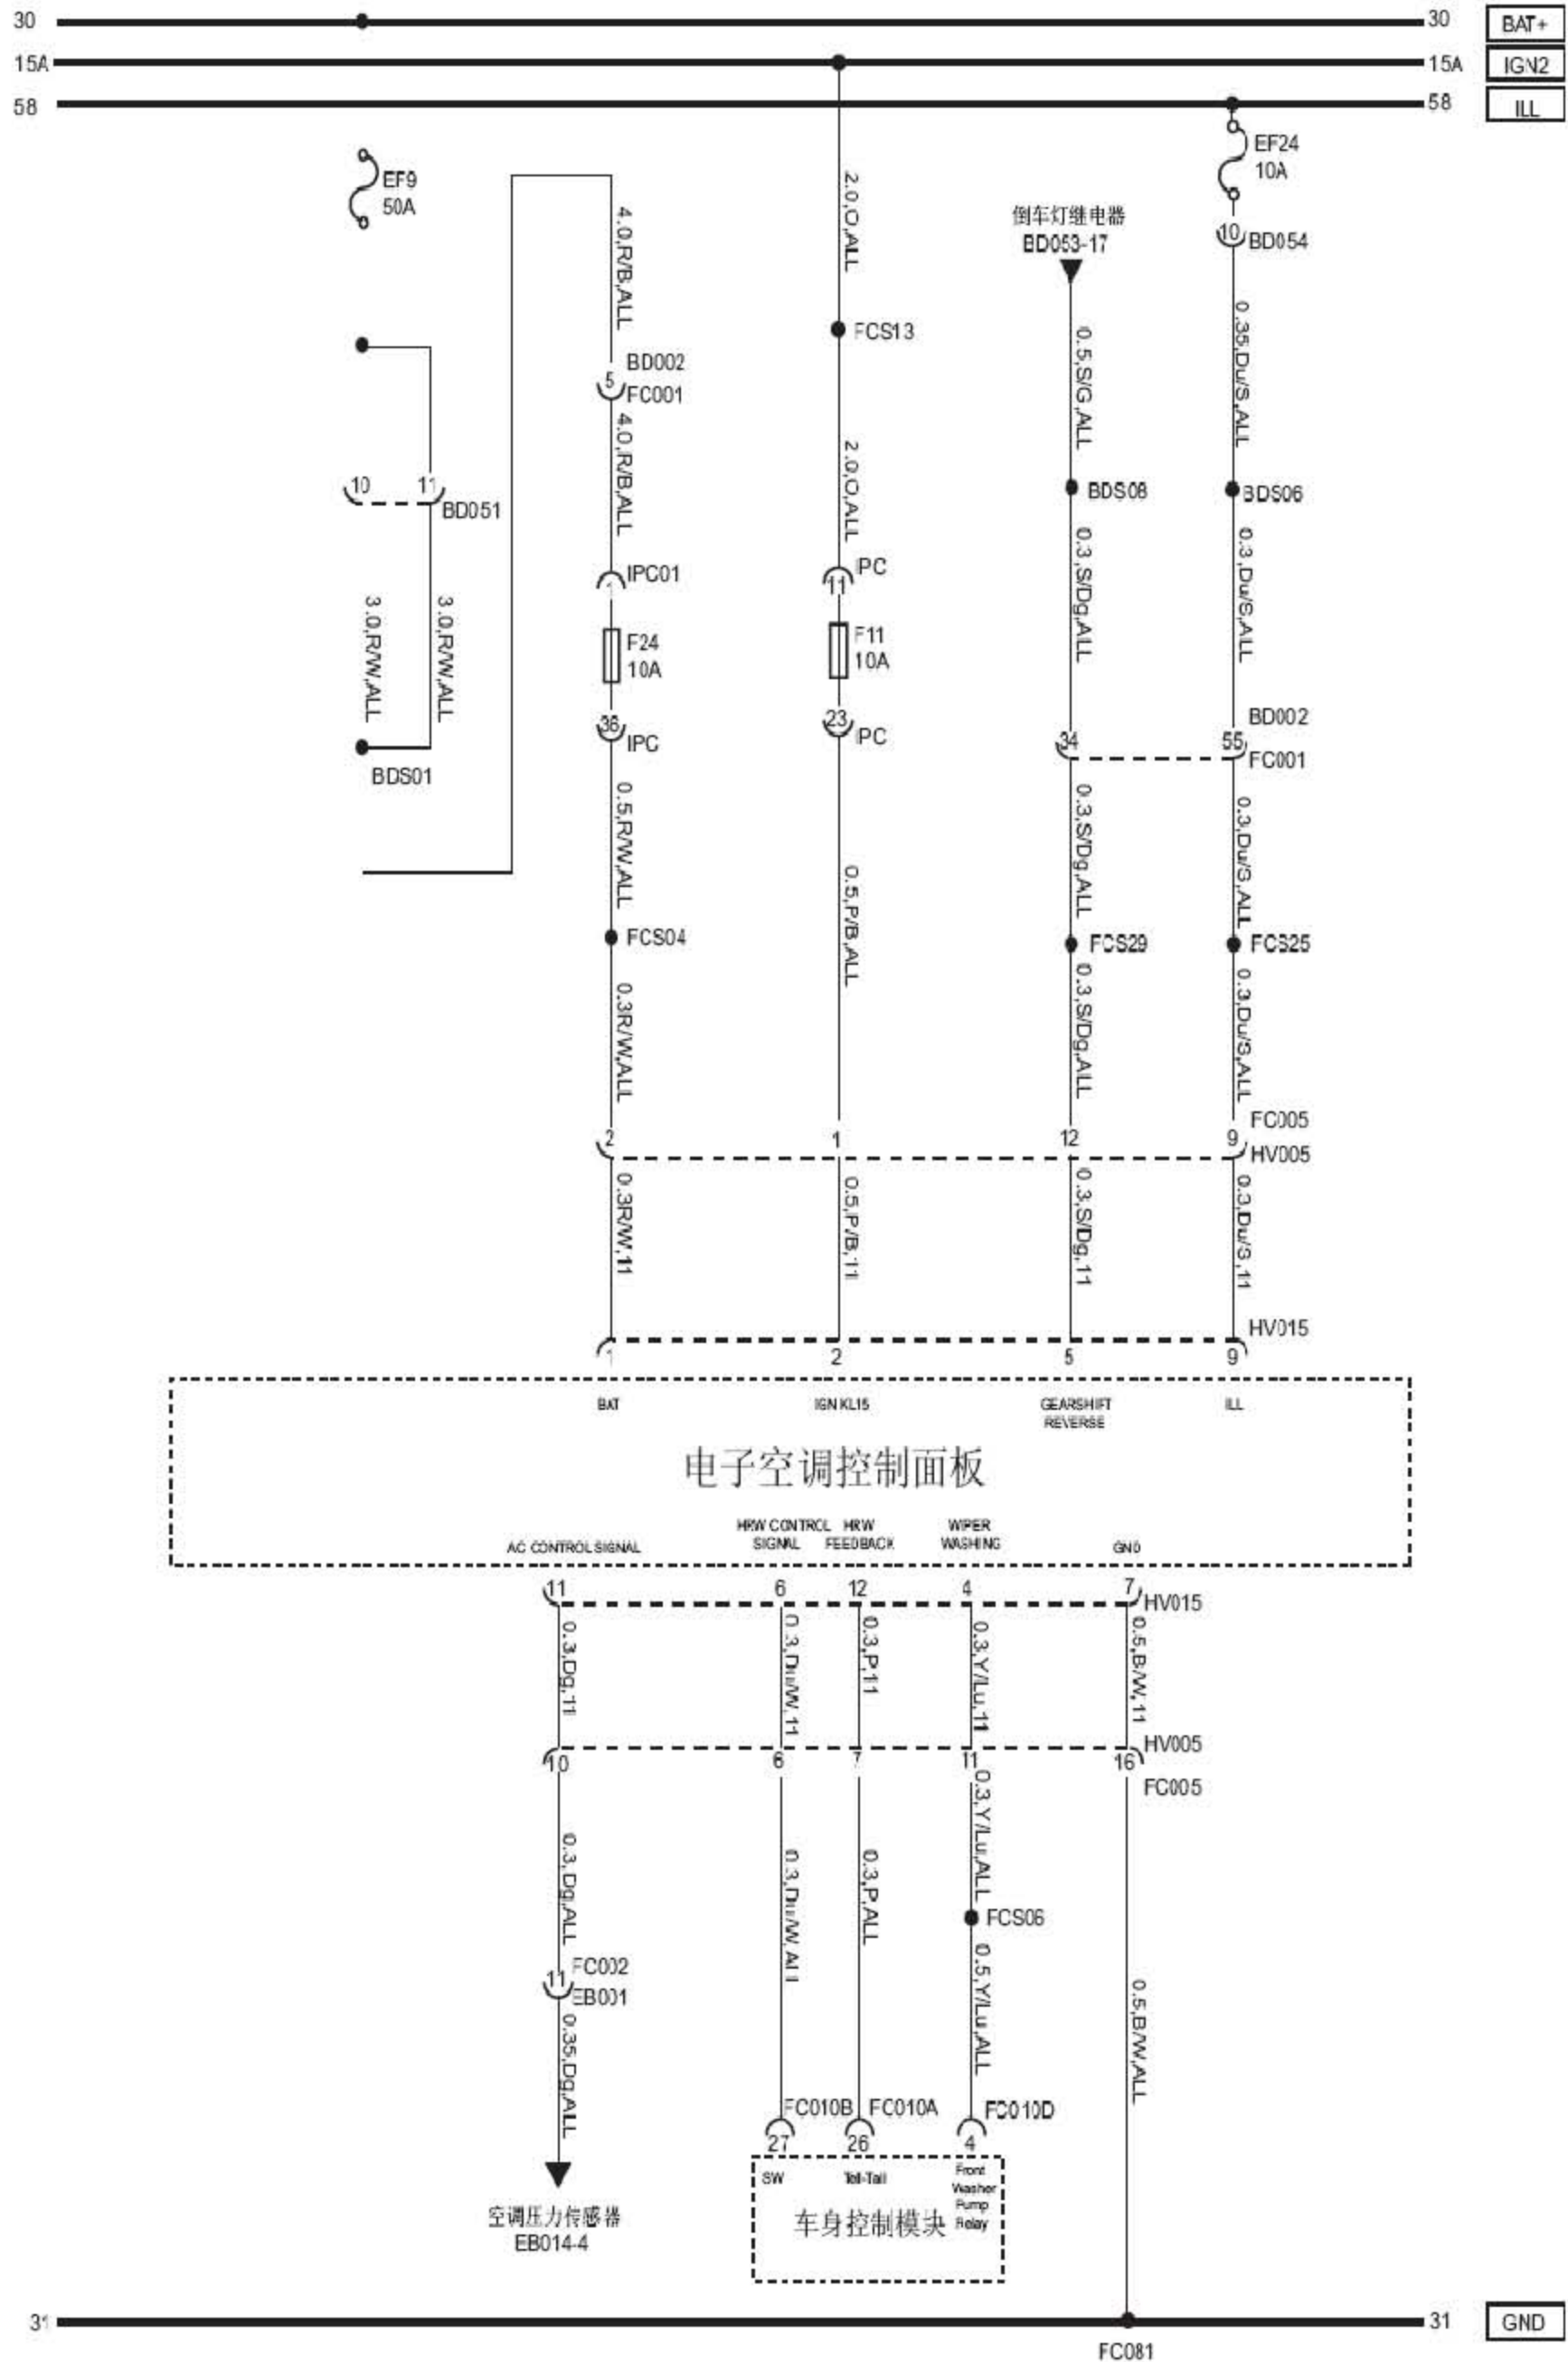 30
30
BAT+
15A
15A
IGN2
58
58
ILL
EF9
50A
EF24
10A
倒车灯继电器
BD053-17
10
BD054
4.0,R/B,ALL
2.0,O,ALL
0.5,S/G,ALL
0.35,Du/S,ALL
FCS13
BD002
5
FC001
4.0,R/B,ALL
2.0,O,ALL
10
11
BD051
BDS08
BDS06
3.0,R/W,ALL
3.0,R/W,ALL
0.3,S/Dg,ALL
0.3,Du/S,ALL
IPC01
1
IPC
11
F24
10A
F11
10A
36
IPC
23
IPC
BD002
34
55
FC001
BDS01
0.5,R/W,ALL
0.5,P/B,ALL
0.3,S/Dg,ALL
0.3,Du/S,ALL
FCS04
FCS29
FCS25
0.3R/W,ALL
0.3,S/Dg,ALL
0.3,Du/S,ALL
FC005
2
1
12
9
HV005
0.3R/W,11
0.5,P/B,11
0.3,S/Dg,11
0.3,Du/S,11
HV015
1
2
5
9
BAT
IGN KL15
GEARSHIFT
REVERSE
ILL
电子空调控制面板
AC CONTROL SIGNAL
HRW CONTROL
SIGNAL
HRW
FEEDBACK
WIPER
WASHING
GND
11
6
12
4
7
HV015
0.3,Dg,11
0.3,Du/W,11
0.3,P,11
0.3,Y/Lu,11
0.5,B/W,11
HV005
10
6
7
11
16
FC005
0.3,Dg,ALL
0.3,Du/W,ALL
0.3,P,ALL
0.3,Y/Lu,ALL
FCS06
0.5,Y/Lu,ALL
0.5,B/W,ALL
FC002
11
EB001
0.35,Dg,ALL
FC010B
FC010A
FC010D
27
26
4
SW
Tell-Tail
Front
Washer
Pump
Relay
车身控制模块
空调压力传感器
EB014-4
31
31
GND
FC081